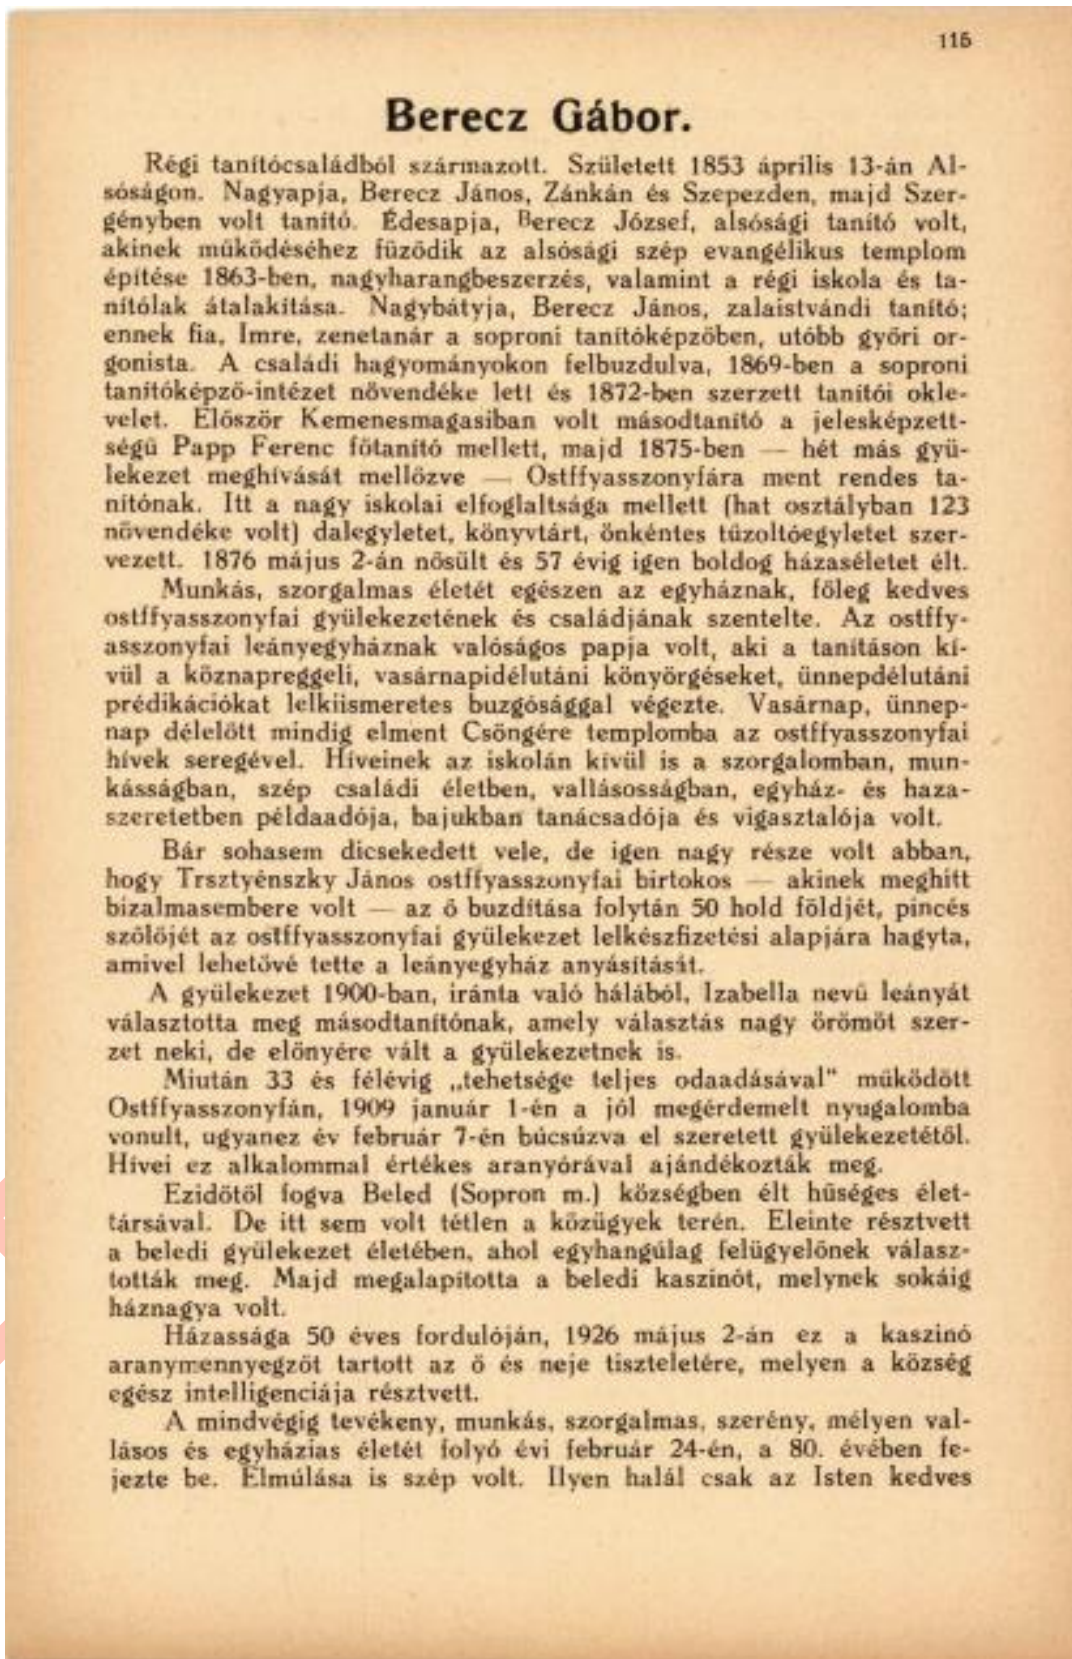 115
Berecz Gábor.
Régi tanítócsaládból származott. Született 1853 április 13-án Al-
sóságon. Nagyapja, Berecz János, Zánkán és Szepezden, majd Szer-
gényben volt tanító. Édesapja, Berecz József, alsósági tanító volt,
akinek működéséhez fűződik az alsósági szép evangélikus templom
építése 1863-ben, nagyharangbeszerzés, valamint a régi iskola és ta-
nítólak átalakítása. Nagybátyja, Berecz János, zalaistvándi tanító;
ennek fia, Imre, zenetanár a soproni tanítóképzőben, utóbb győri or-
gonista. A családi hagyományokon felbuzdulva, 1869-ben a soproni
tanítóképző-intézet növendéke lett és 1872-ben szerzett tanítói okle-
velet. Először Kemenesmagasiban volt másodtanító a jelesképzett-
ségű Papp Ferenc főtanító mellett, majd 1875-ben — hét más gyü-
lekezet meghívását mellőzve — Ostffyasszonyfára ment rendes ta-
nítónak. Itt a nagy iskolai elfoglaltsága mellett (hat osztályban 123
növendéke volt) dalegyletet, könyvtárt, önkéntes tűzoltóegyletet szer-
vezett. 1876 május 2-án nősült és 57 évig igen boldog házaséletet élt.
Munkás, szorgalmas életét egészen az egyháznak, főleg kedves
ostffyasszonyfai gyülekezetének és családjának szentelte. Az ostffy-
asszonyfai leányegyháznak valóságos papja volt, aki a tanításon kí-
vül a köznapreggeli, vasárnapidélutáni könyörgéseket, ünnepdélutáni
prédikációkat lelkiismeretes buzgósággal végezte. Vasárnap, ünnep-
nap délelőtt mindig elment Csöngére templomba az ostffyasszonyfai
hívek seregével. Híveinek az iskolán kívül is a szorgalomban, mun-
kásságban, szép családi életben, vallásosságban, egyház- és haza-
szeretetben példaadója, bajukban tanácsadója és vigasztalója volt.
Bár sohasem dicsekedett vele, de igen nagy része volt abban,
hogy Trsztyénszky János ostffyasszonyfai birtokos — akinek meghitt
bizalmasembere volt — az ő buzdítása folytán 50 hold földjét, pincés
szőlőjét az ostffyasszonyfai gyülekezet lelkészfizetési alapjára hagyta,
amivel lehetővé tette a leányegyház anyásítását.
A gyülekezet 1900-ban, iránta való hálából, Izabella nevű leányát
választotta meg másodtanítónak, amely választás nagy örömöt szer-
zet neki, de előnyére vált a gyülekezetnek is.
Miután 33 és félévig „tehetsége teljes odaadásával" működött
Ostffyasszonyfán, 1909 január 1-én a jól megérdemelt nyugalomba
vonult, ugyanez év február 7-én búcsúzva el szeretett gyülekezetétől.
Hívei ez alkalommal értékes aranyórával ajándékozták meg.
Ezidőtől fogva Beled (Sopron m.) községben élt hűséges élet-
társával. De itt sem volt tétlen a közügyek terén. Eleinte résztvett
a beledi gyülekezet életében, ahol egyhangúlag felügyelőnek válasz-
tották meg. Majd megalapította a beledi kaszinót, melynek sokáig
háznagya volt.
Házassága 50 éves fordulóján, 1926 május 2-án ez a kaszinó
aranymennyegzőt tartott az ő és neje tiszteletére, melyen a község
egész intelligenciája résztvett.
A mindvégig tevékeny, munkás, szorgalmas, szerény, mélyen val-
lásos és egyházias életét folyó évi február 24-én, a 80. évében fe-
jezte be. Elmúlása is szép volt. Ilyen halál csak az Isten kedves